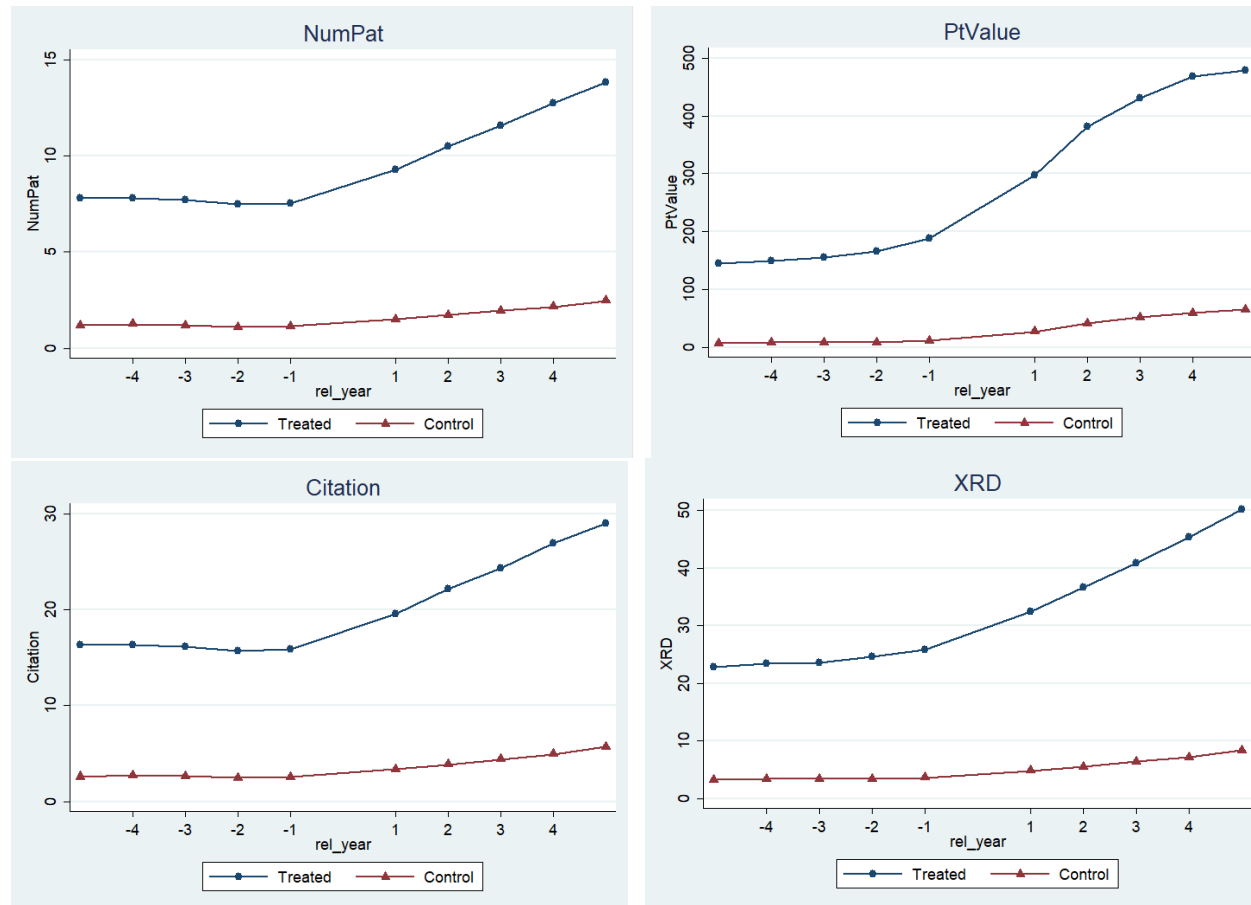 NumPat
15
10
5
0
NumPat
-4 -3 -2 -1 1 2 3 4
rel_year
Treated Control
PtValue
500
400
300
200
100
0
PtValue
-4 -3 -2 -1 1 2 3 4
rel_year
Treated Control
Citation
30
20
10
0
Citation
-4 -3 -2 -1 1 2 3 4
rel_year
Treated Control
XRD
50
40
30
20
10
0
XRD
-4 -3 -2 -1 1 2 3 4
rel_year
Treated Control